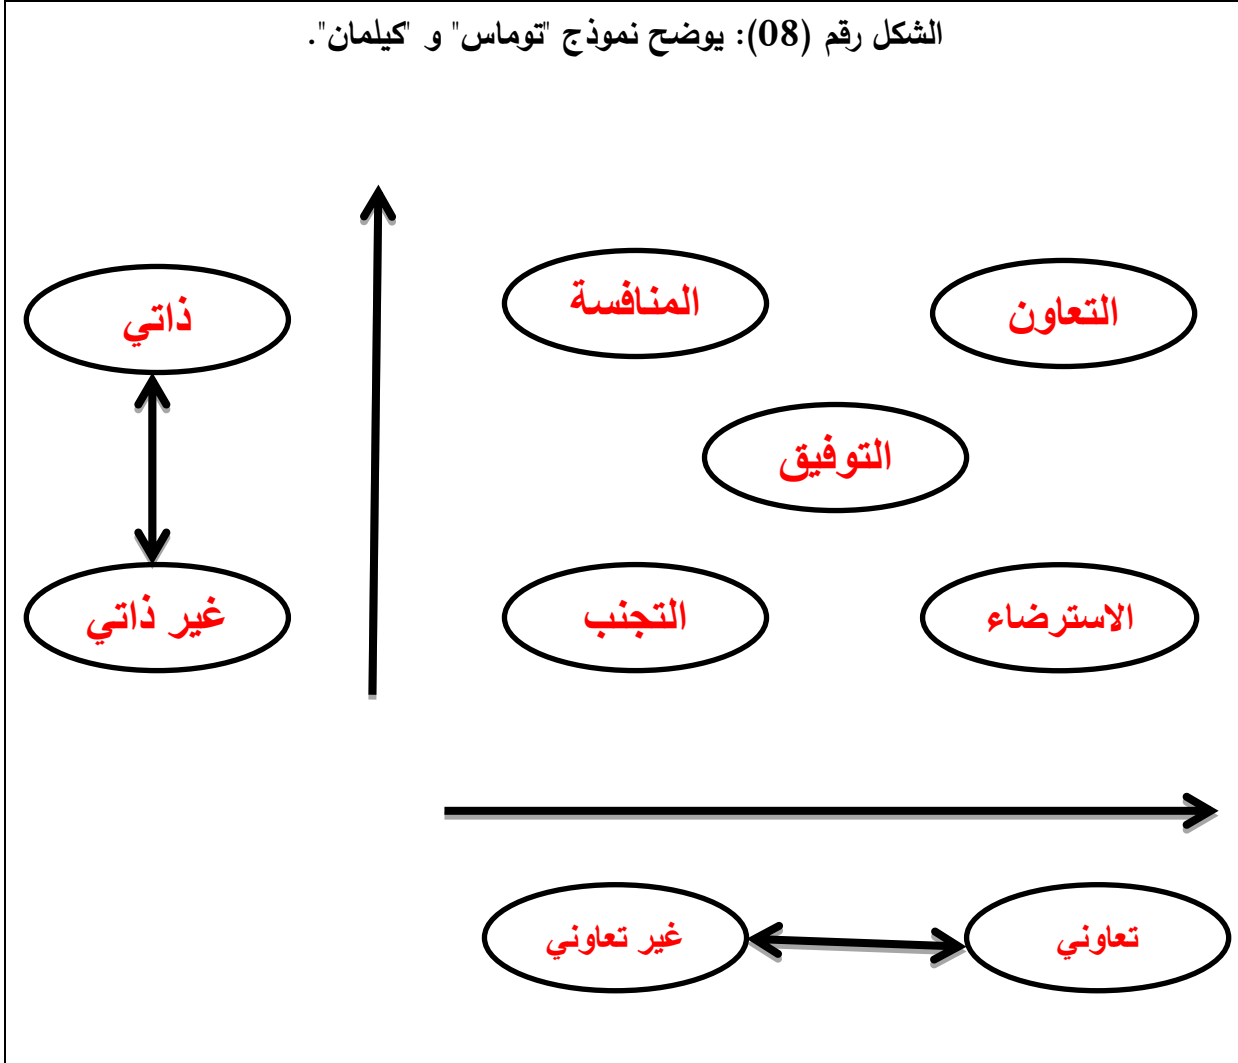 الشكل رقم (08): يوضح نموذج "توماس" و "كيلمان".
التعاون
المنافسة
ذاتي
التوفيق
الاسترضاء
التجنب
غير ذاتي
تعاوني
غير تعاوني